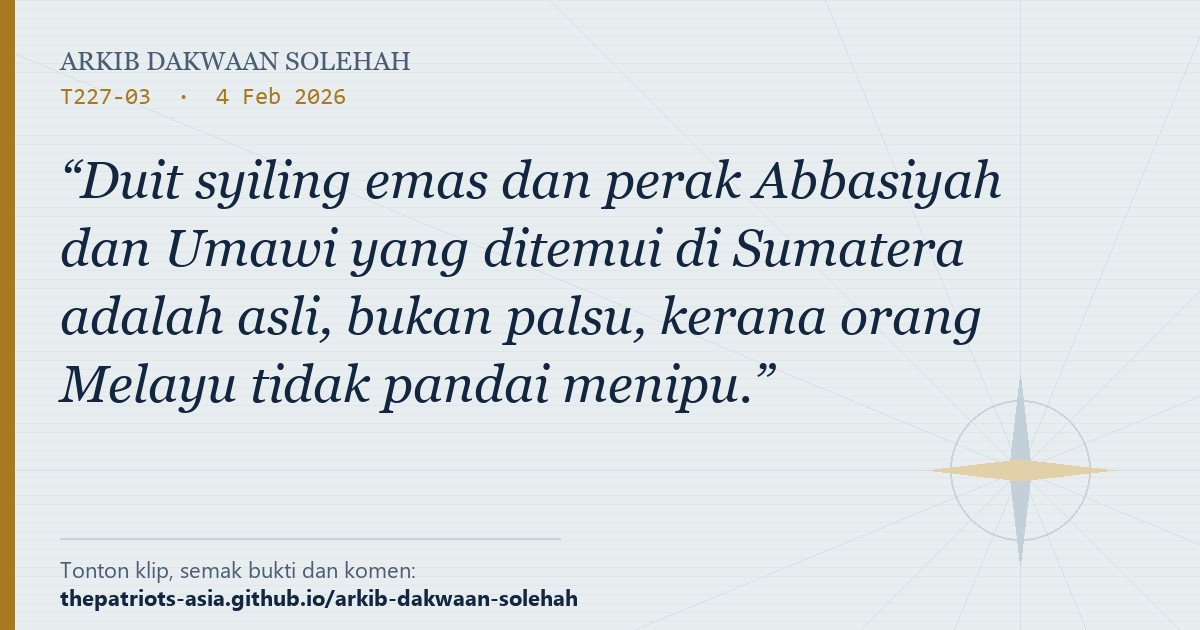 ARKIB DAKWAAN SOLEHAH
T227-03 · 4 Feb 2026
“Duit syiling emas dan perak Abbasiyah
dan Umawi yang ditemui di Sumatera
adalah asli, bukan palsu, kerana orang
Melayu tidak pandai menipu.”
Tonton klip, semak bukti dan komen:
thepatriots-asia.github.io/arkib-dakwaan-solehah